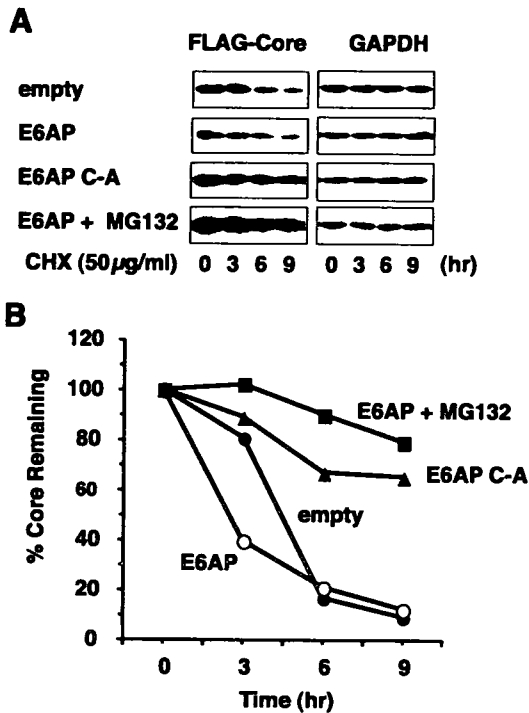 A
FLAG-Core GAPDH
empty
E6AP
E6AP C-A
E6AP + MG132
CHX (50µg/ml) 0 3 6 9 0 3 6 9 (hr)
B
120
100
80
60
40
20
0
% Core Remaining
E6AP + MG132
E6AP C-A
empty
E6AP
0 3 6 9
Time (hr)